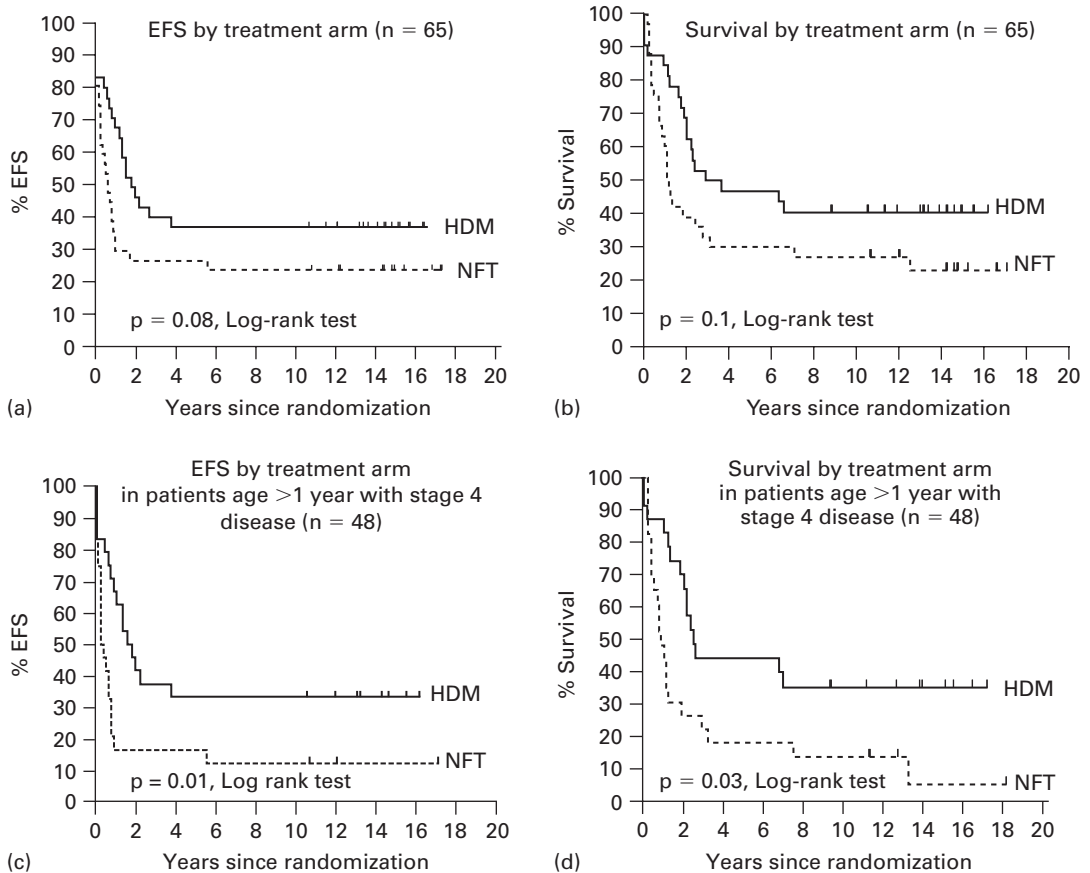 EFS by treatment arm (n = 65)
100
90
80
70
60
50
40
30
20
10
0
% EFS
HDM
NFT
p = 0.08, Log-rank test
0 2 4 6 8 10 12 14 16 18 20
Years since randomization
(a)
Survival by treatment arm (n = 65)
100
90
80
70
60
50
40
30
20
10
0
% Survival
HDM
NFT
p = 0.1, Log-rank test
0 2 4 6 8 10 12 14 16 18 20
Years since randomization
(b)
EFS by treatment arm
in patients age >1 year with stage 4
disease (n = 48)
100
90
80
70
60
50
40
30
20
10
0
% EFS
HDM
NFT
p = 0.01, Log rank test
0 2 4 6 8 10 12 14 16 18 20
Years since randomization
(c)
Survival by treatment arm
in patients age >1 year with
stage 4 disease (n = 48)
100
90
80
70
60
50
40
30
20
10
0
% Survival
HDM
NFT
p = 0.03, Log-rank test
0 2 4 6 8 10 12 14 16 18 20
Years since randomization
(d)